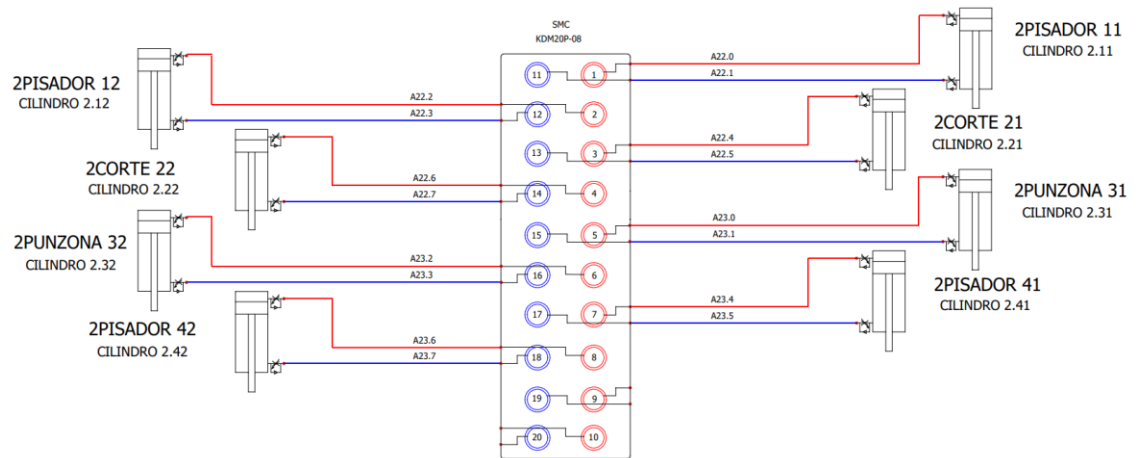 SMC
KDM20P-08
2PISADOR 11
CILINDRO 2.11
A22.0
A22.1
11
1
2PISADOR 12
CILINDRO 2.12
A22.2
A22.3
12
2
2CORTE 21
CILINDRO 2.21
A22.4
A22.5
13
3
2CORTE 22
CILINDRO 2.22
A22.6
A22.7
14
4
2PUNZONA 31
CILINDRO 2.31
A23.0
A23.1
15
5
2PUNZONA 32
CILINDRO 2.32
A23.2
A23.3
16
6
2PISADOR 41
CILINDRO 2.41
A23.4
A23.5
17
7
2PISADOR 42
CILINDRO 2.42
A23.6
A23.7
18
8
19
9
20
10